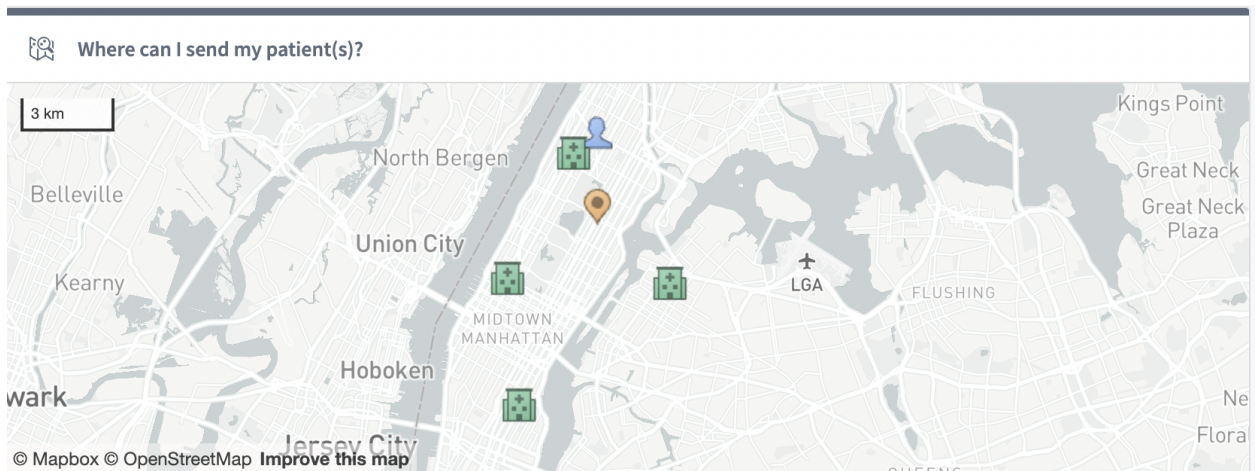 Where can I send my patient(s)?
3 km
Kings Point
North Bergen
Great Neck
Belleville
Great Neck
Plaza
Union City
Kearny
LGA
FLUSHING
MIDTOWN
MANHATTAN
Hoboken
wark
Ne
Flora
Jersey City
© Mapbox © OpenStreetMap Improve this map
QUEENS